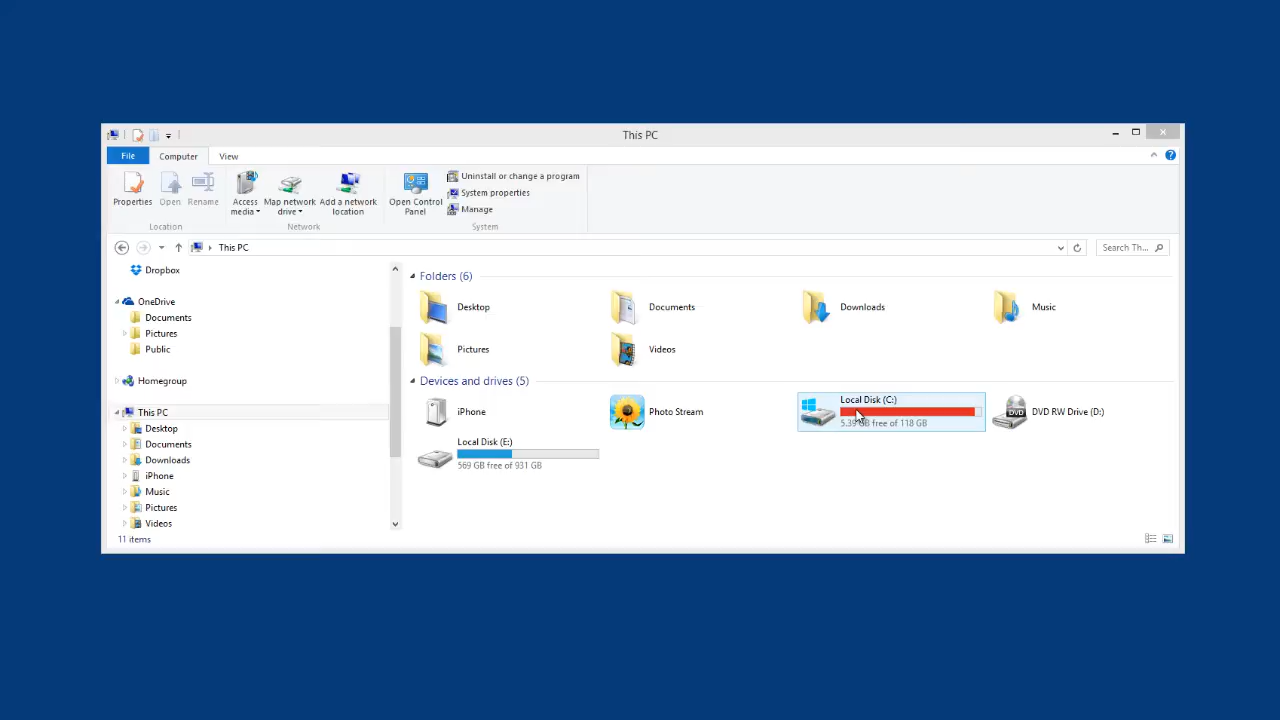 This PC
File Computer View
Properties Open Rename Access media Map network drive Add a network location Open Control Panel Uninstall or change a program
System properties
Manage
Location Network System
This PC Search Th...
Dropbox
OneDrive
Documents
Pictures
Public
Homegroup
This PC
Desktop
Documents
Downloads
iPhone
Music
Pictures
Videos
Folders (6)
Desktop Documents Downloads Music
Pictures Videos
Devices and drives (5)
iPhone Photo Stream Local Disk (C:) DVD RW Drive (D:)
5.39 GB free of 118 GB
DVD
Local Disk (E:)
569 GB free of 931 GB
11 items